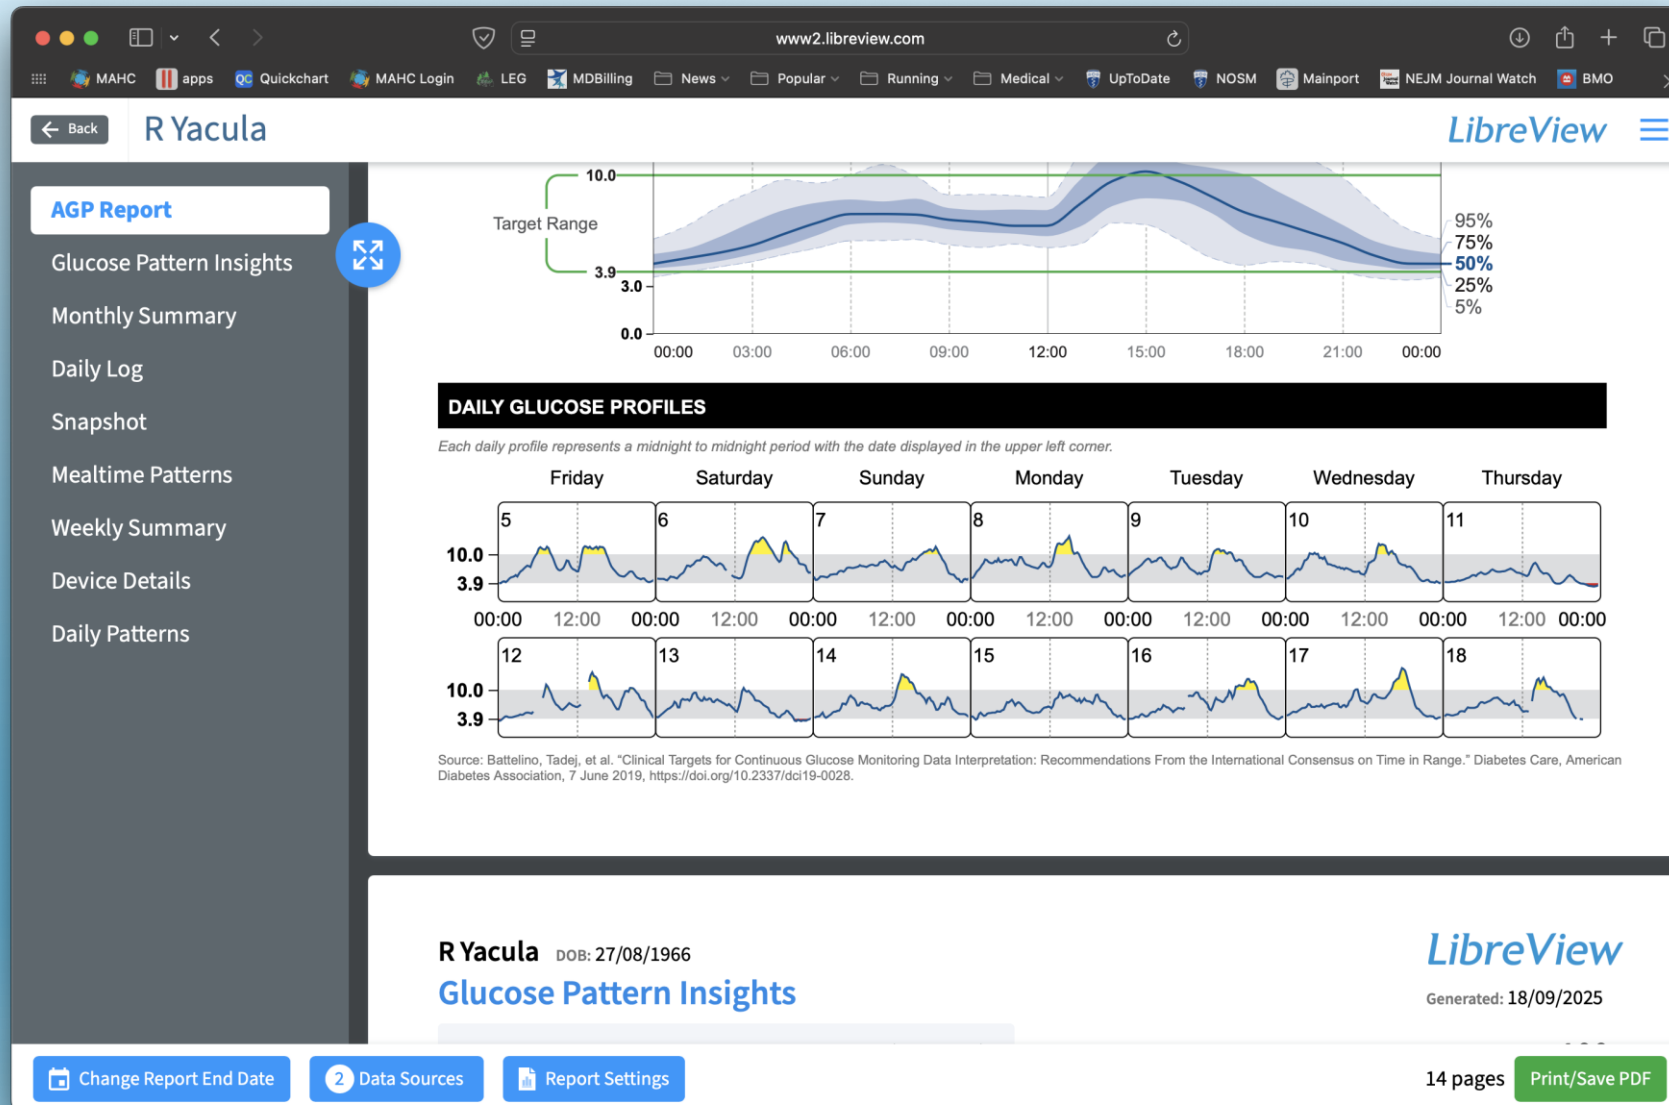 www2.libreview.com
MAHC apps QC Quickchart MAHC Login LEG MDBilling News Popular Running Medical UpToDate NOSM Mainport NEJM Journal Watch BMO
Back R Yacula LibreView
AGP Report
Glucose Pattern Insights
Monthly Summary
Daily Log
Snapshot
Mealtime Patterns
Weekly Summary
Device Details
Daily Patterns
10.0
Target Range
3.9
3.0
0.0
95%
75%
50%
25%
5%
00:00 03:00 06:00 09:00 12:00 15:00 18:00 21:00 00:00
DAILY GLUCOSE PROFILES
Each daily profile represents a midnight to midnight period with the date displayed in the upper left corner.
Friday Saturday Sunday Monday Tuesday Wednesday Thursday
5 6 7 8 9 10 11
10.0
3.9
00:00 12:00 00:00 12:00 00:00 12:00 00:00 12:00 00:00 12:00 00:00 12:00 00:00 12:00 00:00
12 13 14 15 16 17 18
10.0
3.9
Source: Battelino, Tadej, et al. “Clinical Targets for Continuous Glucose Monitoring Data Interpretation: Recommendations From the International Consensus on Time in Range.” Diabetes Care, American
Diabetes Association, 7 June 2019, https://doi.org/10.2337/dci19-0028.
R Yacula DOB: 27/08/1966 LibreView
Glucose Pattern Insights
Generated: 18/09/2025
Change Report End Date 2 Data Sources Report Settings 14 pages Print/Save PDF